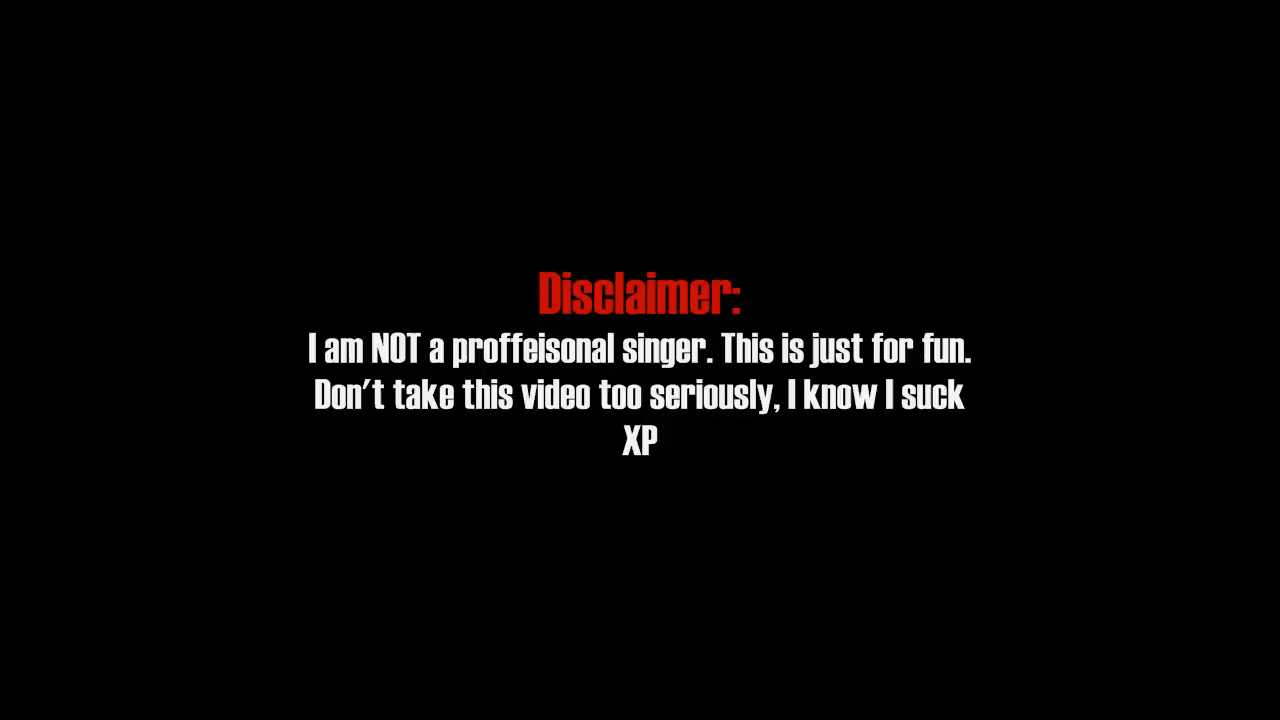 Disclaimer:
I am NOT a proffeisonal singer. This is just for fun.
Don't take this video too seriously, I know I suck
XP